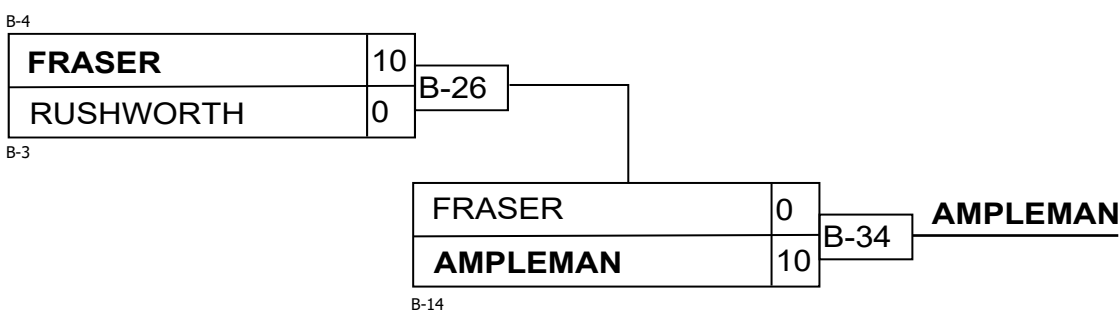 B-4
FRASER 10
B-26
RUSHWORTH 0
B-3
FRASER 0
AMPLEMAN
B-34
AMPLEMAN 10
B-14